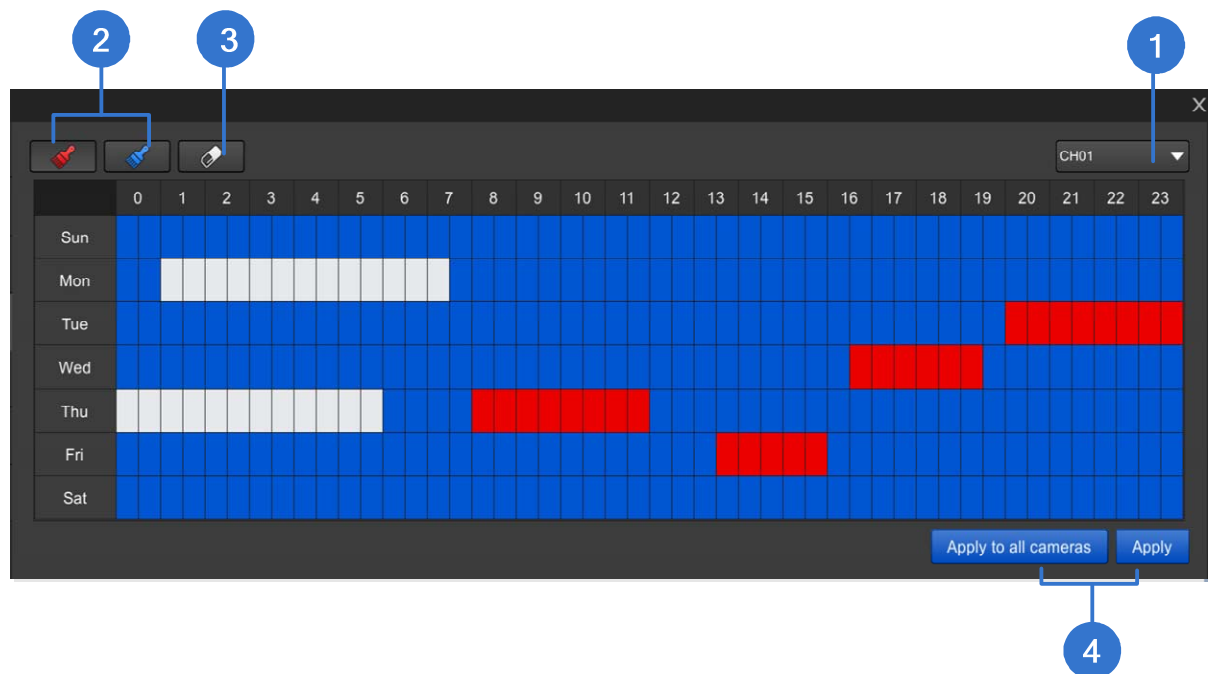 2 3 1
X
CH01
0 1 2 3 4 5 6 7 8 9 10 11 12 13 14 15 16 17 18 19 20 21 22 23
Sun
Mon
Tue
Wed
Thu
Fri
Sat
Apply to all cameras Apply
4